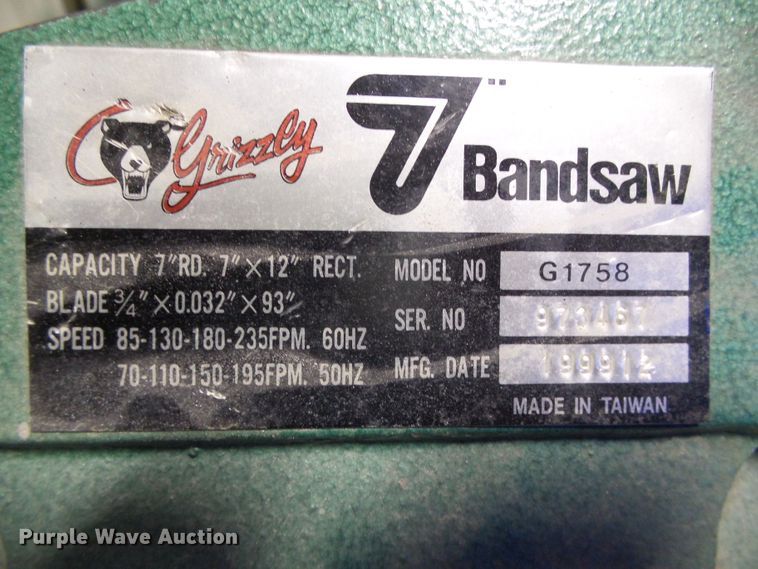 Grizzly
7" Bandsaw
CAPACITY 7"RD. 7"×12" RECT.
BLADE 3/4"×0.032"×93"
SPEED 85-130-180-235FPM. 60HZ
70-110-150-195FPM. 50HZ
MODEL NO G1758
SER. NO 973467
MFG. DATE 199912
MADE IN TAIWAN
Purple Wave Auction®